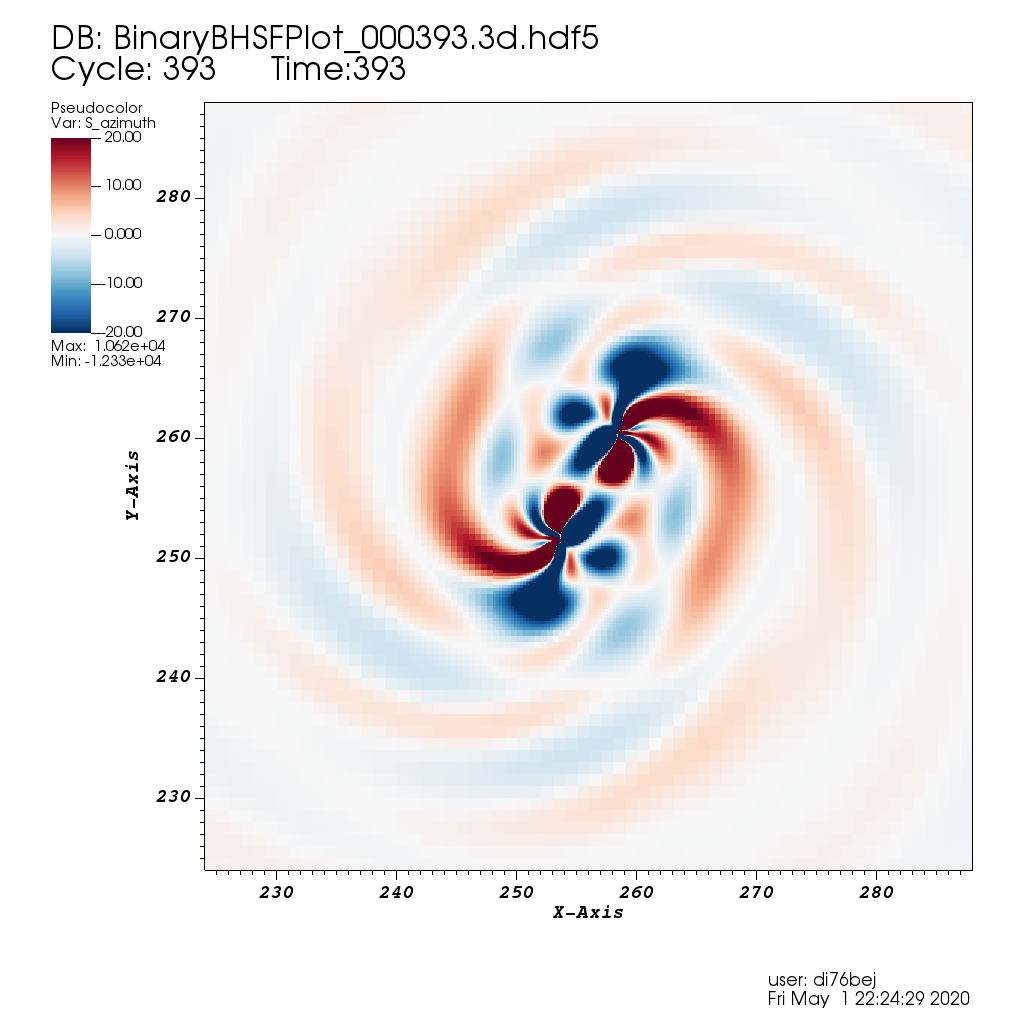 DB: BinaryBHSFPlot_000393.3d.hdf5
Cycle: 393 Time:393
Pseudocolor
Var: S_azimuth
20.00
10.00
0.000
-10.00
-20.00
Max: 1.062e+04
Min: -1.233e+04
280
270
260
250
240
230
Y-Axis
230 240 250 260 270 280
X-Axis
user: di76bej
Fri May 1 22:24:29 2020